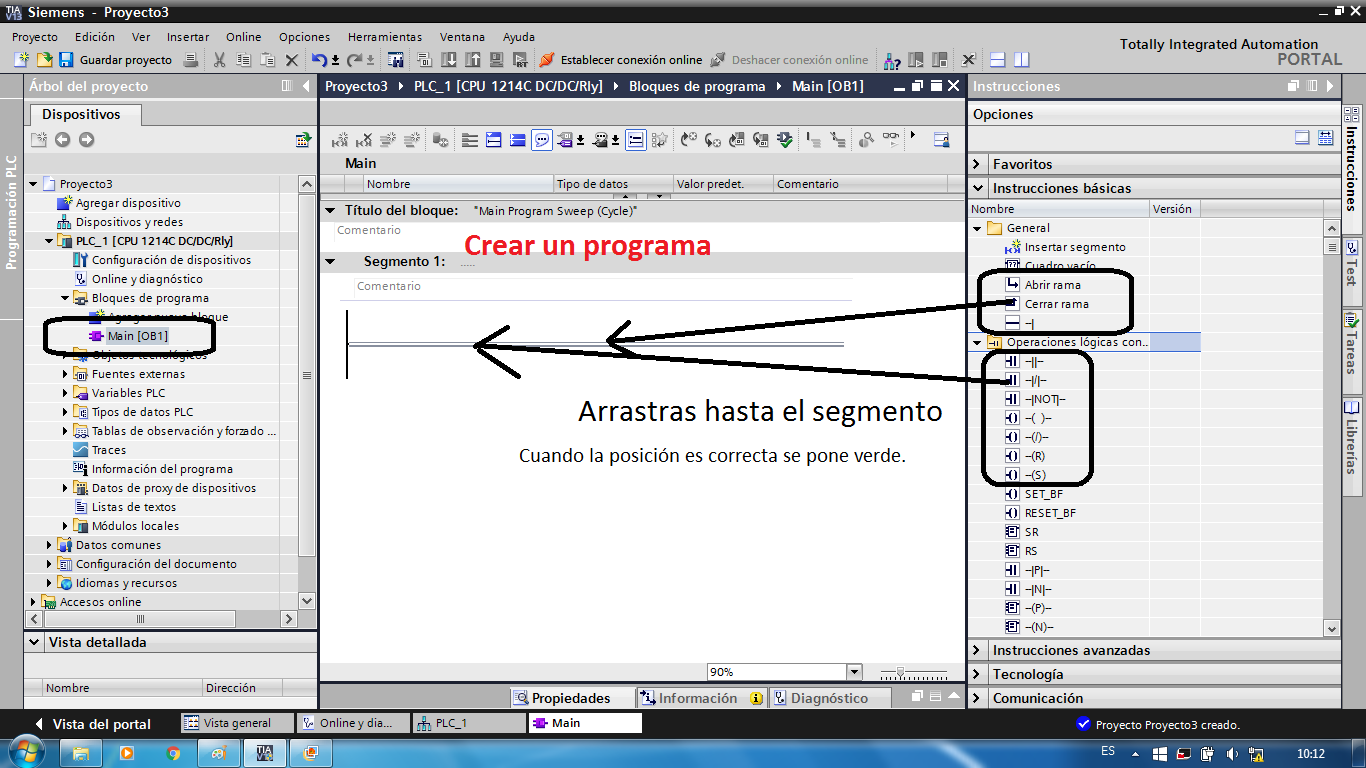 TIA V13 Siemens - Proyecto3
Proyecto Edición Ver Insertar Online Opciones Herramientas Ventana Ayuda
Guardar proyecto Establecer conexión online Deshacer conexión online
Totally Integrated Automation
PORTAL
Programación PLC
Árbol del proyecto
Dispositivos
Proyecto3
Agregar dispositivo
Dispositivos y redes
PLC_1 [CPU 1214C DC/DC/Rly]
Configuración de dispositivos
Online y diagnóstico
Bloques de programa
Agregar nuevo bloque
Main [OB1]
Objetos tecnológicos
Fuentes externas
Variables PLC
Tipos de datos PLC
Tablas de observación y forzado ...
Traces
Información del programa
Datos de proxy de dispositivos
Listas de textos
Módulos locales
Datos comunes
Configuración del documento
Idiomas y recursos
Accesos online
Vista detallada
Nombre Dirección
Proyecto3 PLC_1 [CPU 1214C DC/DC/Rly] Bloques de programa Main [OB1]
Main
Nombre Tipo de datos Valor predet. Comentario
Título del bloque: "Main Program Sweep (Cycle)"
Comentario
Crear un programa
Segmento 1: .....
Comentario
Arrastras hasta el segmento
Cuando la posición es correcta se pone verde.
90%
Propiedades Información Diagnóstico
Instrucciones
Opciones
Favoritos
Instrucciones básicas
Nombre Versión
General
Insertar segmento
Cuadro vacío
Abrir rama
Cerrar rama
–|
Operaciones lógicas con..
–||–
–|/|–
–|NOT|–
–( )–
–(/)–
–(R)
–(S)
SET_BF
RESET_BF
SR
RS
–|P|–
–|N|–
–(P)–
–(N)–
Instrucciones avanzadas
Tecnología
Comunicación
Instrucciones
Test
Tareas
Librerías
Vista del portal Vista general Online y dia... PLC_1 Main Proyecto Proyecto3 creado.
TIA V13 ES 10:12